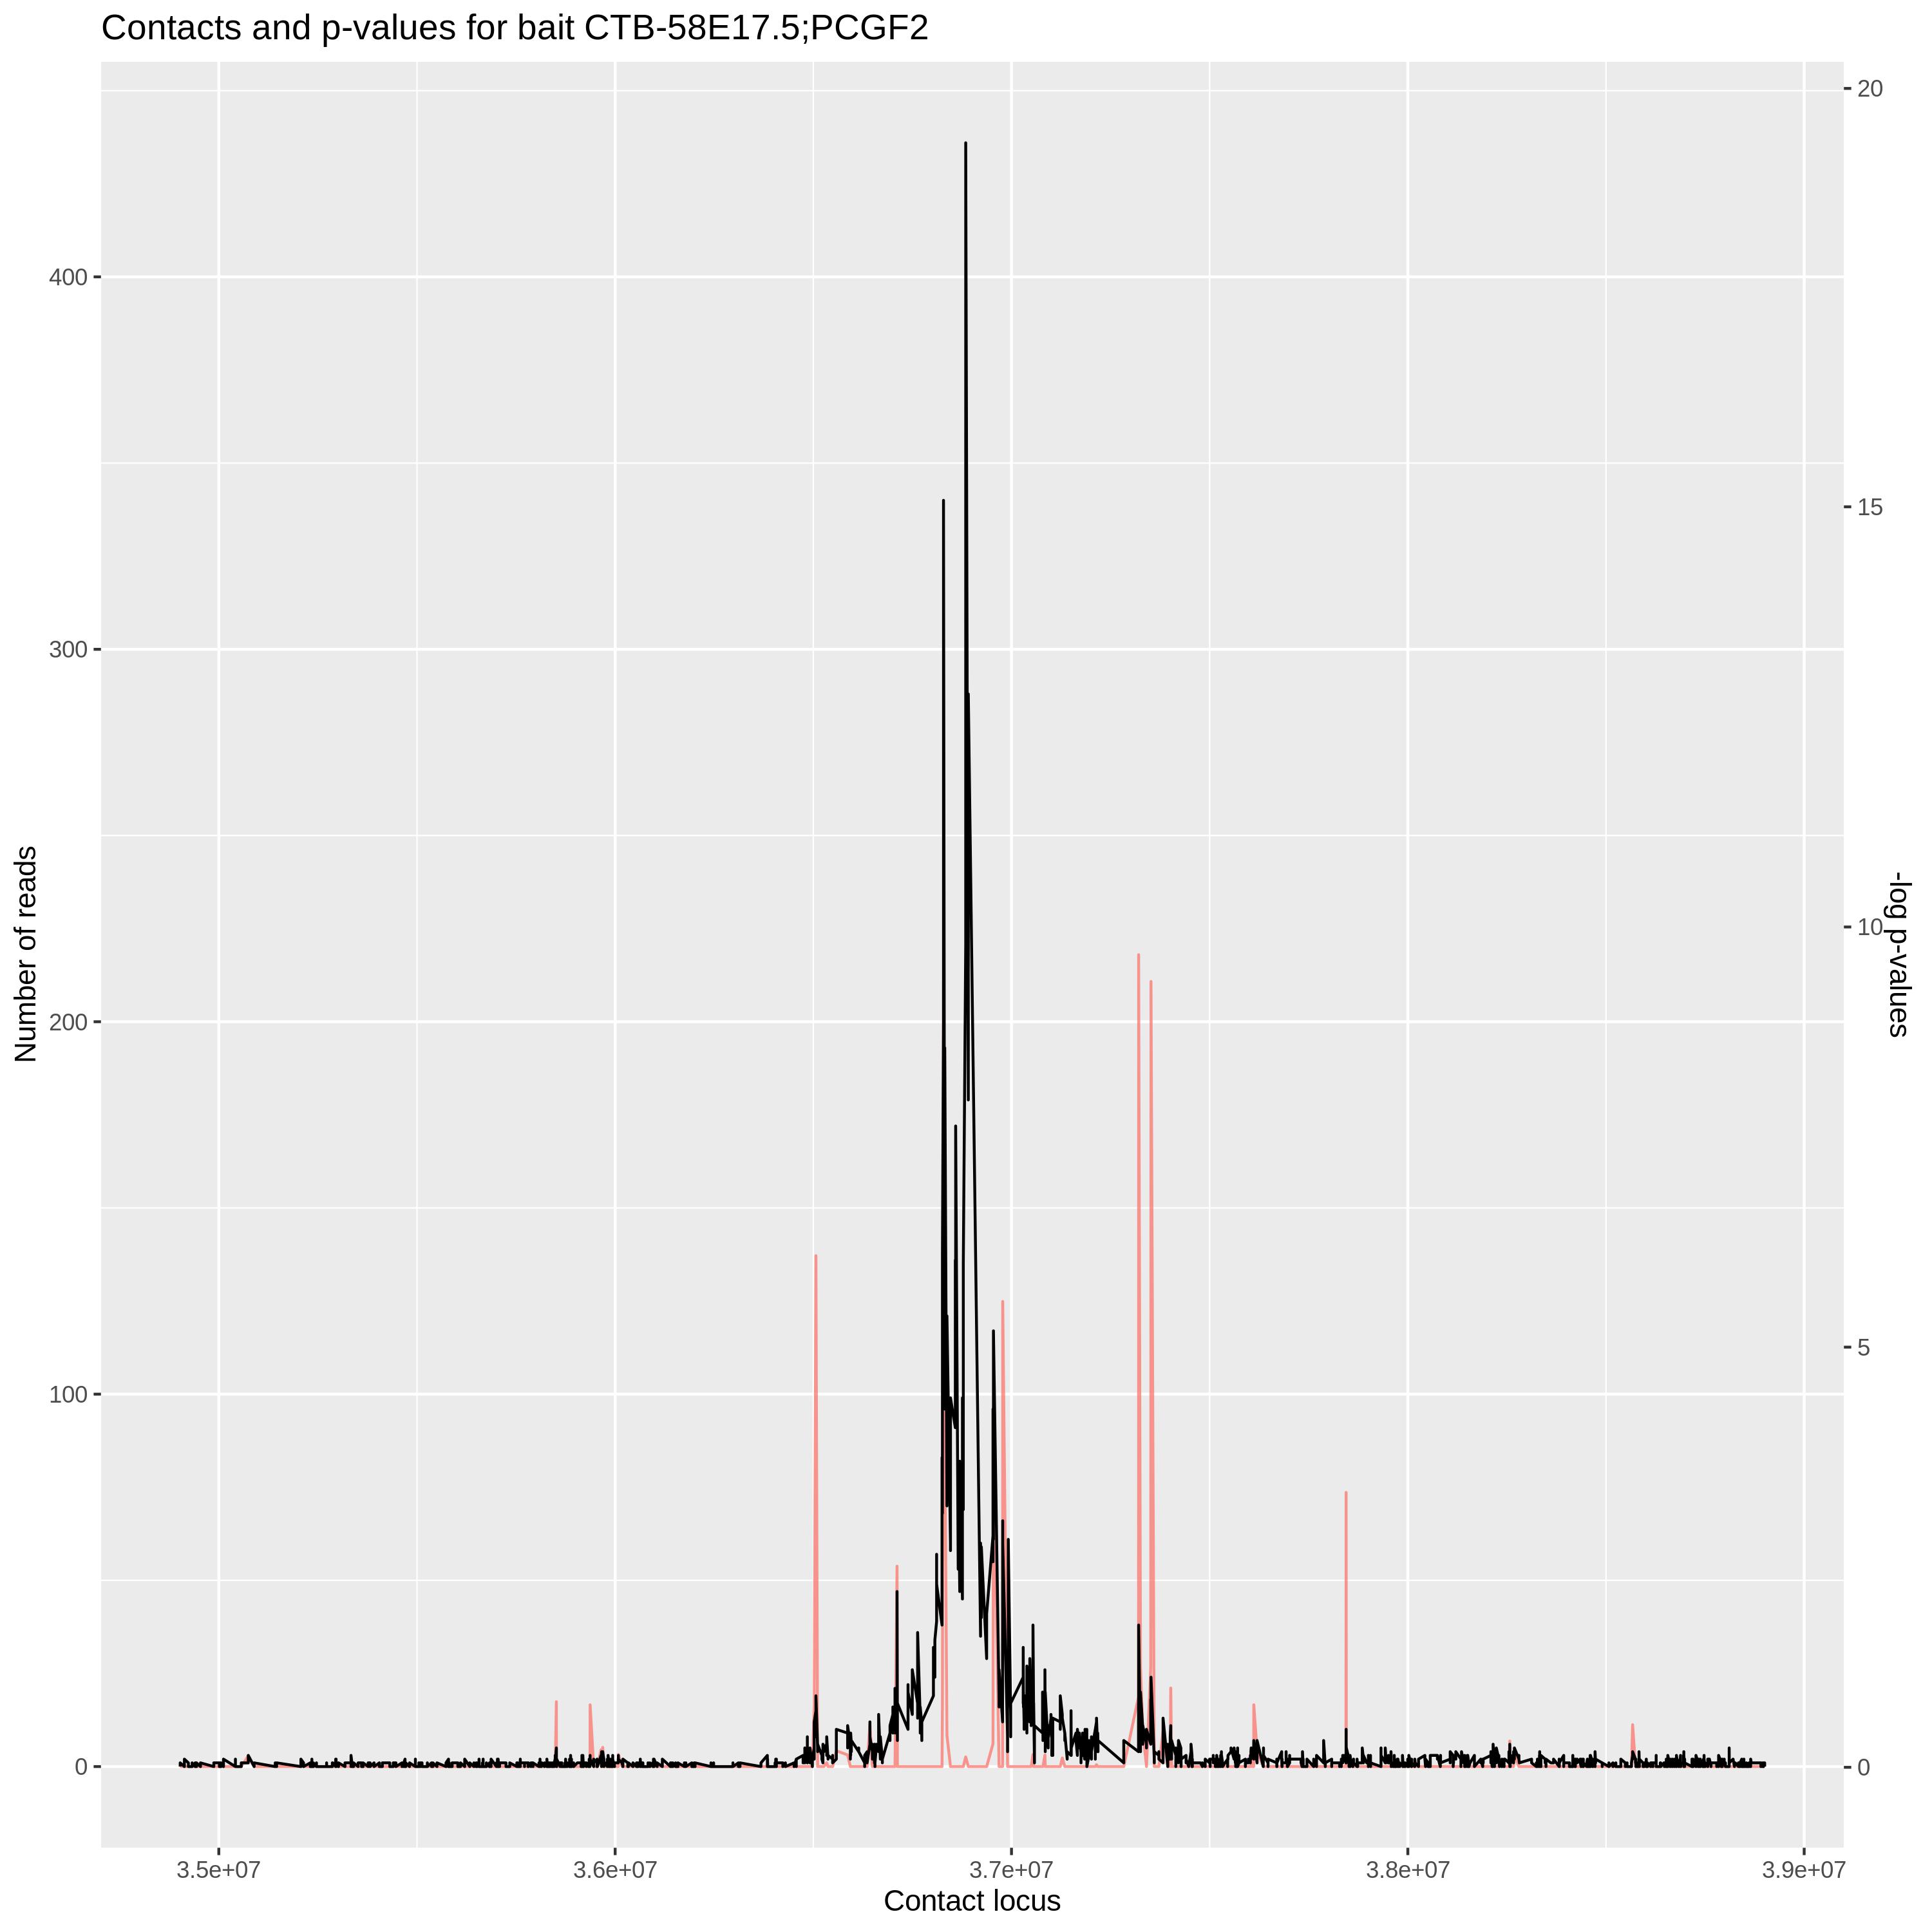 Contacts and p-values for bait CTB-58E17.5;PCGF2
Number of reads
400
300
200
100
0
20
15
10
5
0
-log p-values
3.5e+07
3.6e+07
3.7e+07
3.8e+07
3.9e+07
Contact locus